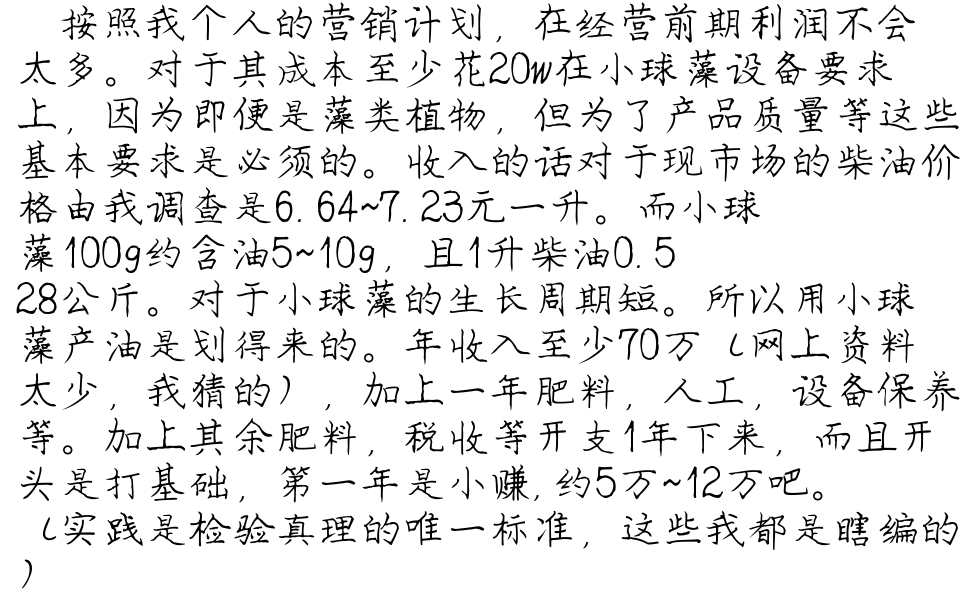 按照我个人的营销计划，在经营前期利润不会
太多。对于其成本至少花20w在小球藻设备要求
上，因为即便是藻类植物，但为了产品质量等这些
基本要求是必须的。收入的话对于现市场的柴油价
格由我调查是6.64~7.23元一升。而小球
藻100g约含油5~10g，且1升柴油0.5
28公斤。对于小球藻的生长周期短。所以用小球
藻产油是划得来的。年收入至少70万（网上资料
太少，我猜的），加上一年肥料，人工，设备保养
等。加上其余肥料，税收等开支1年下来，而且开
头是打基础，第一年是小赚,约5万~12万吧。
（实践是检验真理的唯一标准，这些我都是瞎编的
）